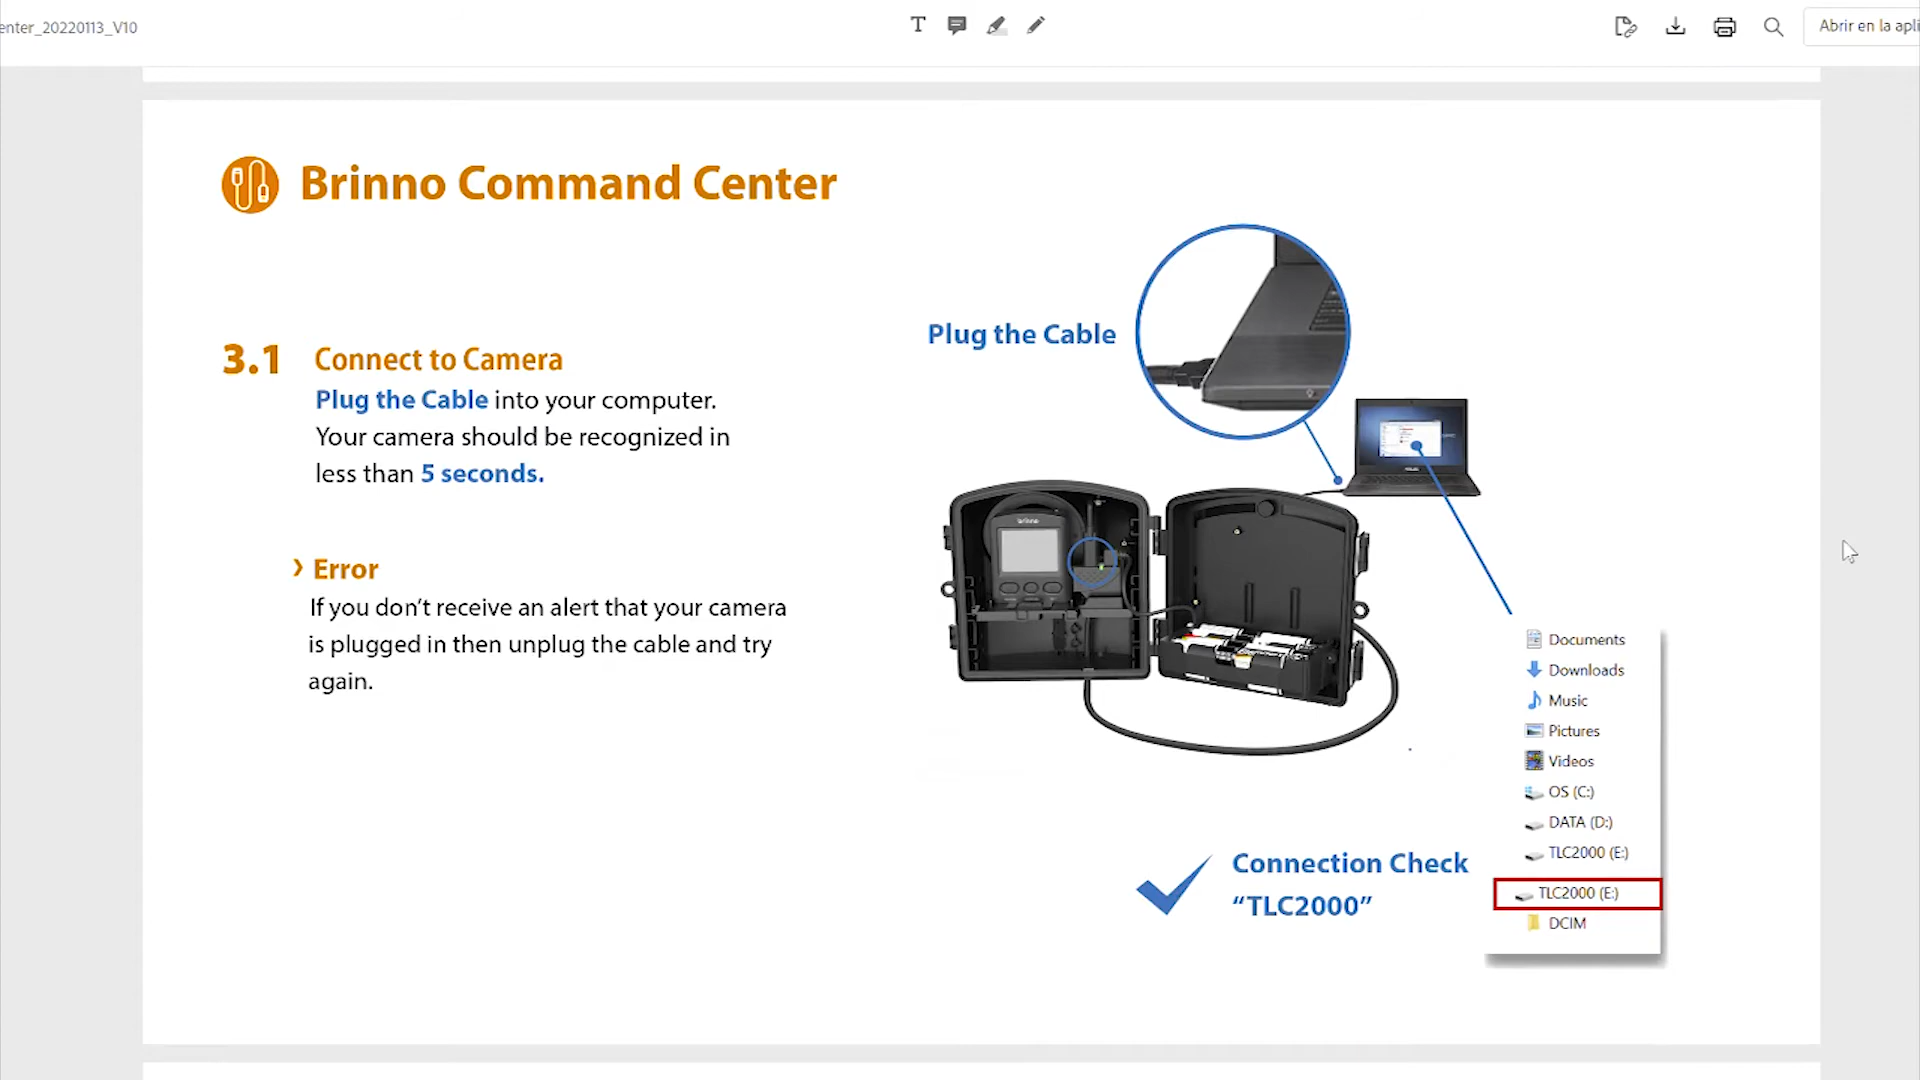 enter_20220113_V10
T
Abrir en la apli
Brinno Command Center
Plug the Cable
3.1 Connect to Camera
Plug the Cable into your computer.
Your camera should be recognized in
less than 5 seconds.
brinno
› Error
If you don’t receive an alert that your camera
is plugged in then unplug the cable and try
again.
Documents
Downloads
Music
Pictures
Videos
OS (C:)
DATA (D:)
TLC2000 (E:)
Connection Check
“TLC2000”
TLC2000 (E:)
DCIM